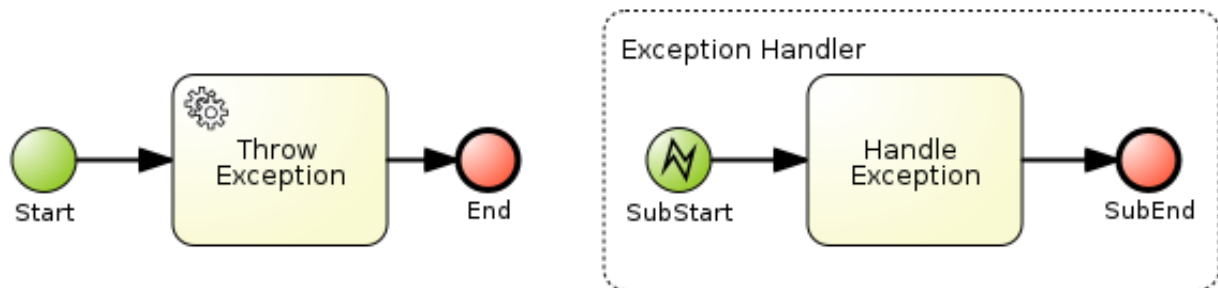 Throw
Exception
Start
End
Exception Handler
Handle
Exception
SubStart
SubEnd